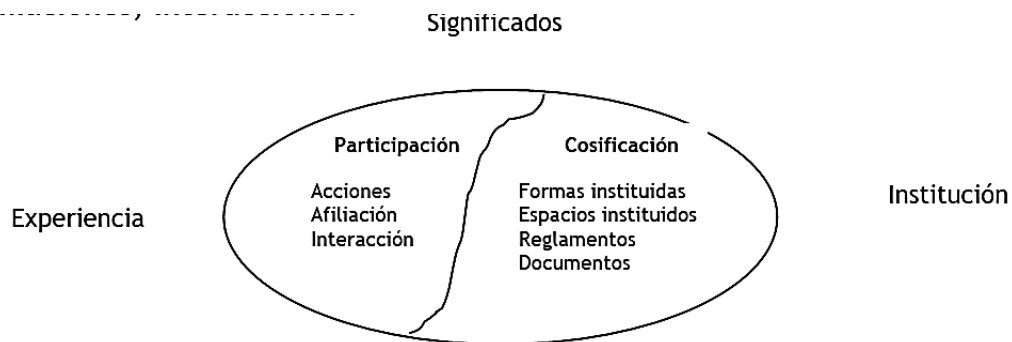 Significados
Participación
Cosificación
Acciones
Afiliación
Interacción
Formas instituidas
Espacios instituidos
Reglamentos
Documentos
Experiencia
Institución